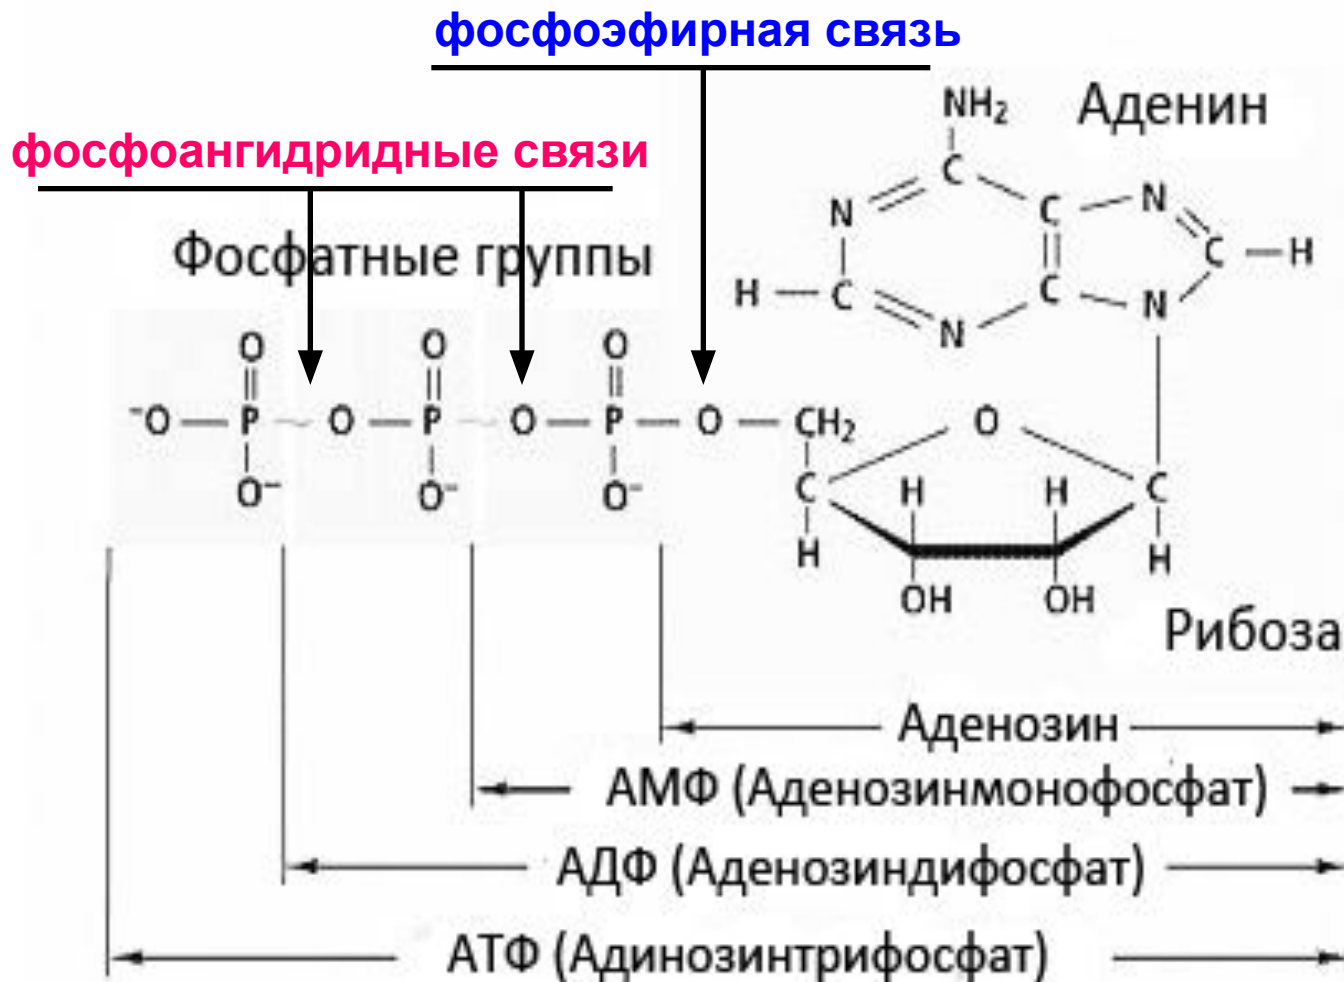 фосфоэфирная связь
фосфоангидридные связи
Фосфатные группы
Аденин
NH₂
C
N C N
C — H
H — C C N
N
O O O
⁻O — P ~ O — P ~ O — P — O — CH₂ O
O⁻ O⁻ O⁻
C H H C
H H
OH OH
Рибоза
Аденозин
АМФ (Аденозинмонофосфат)
АДФ (Аденозиндифосфат)
АТФ (Адинозинтрифосфат)